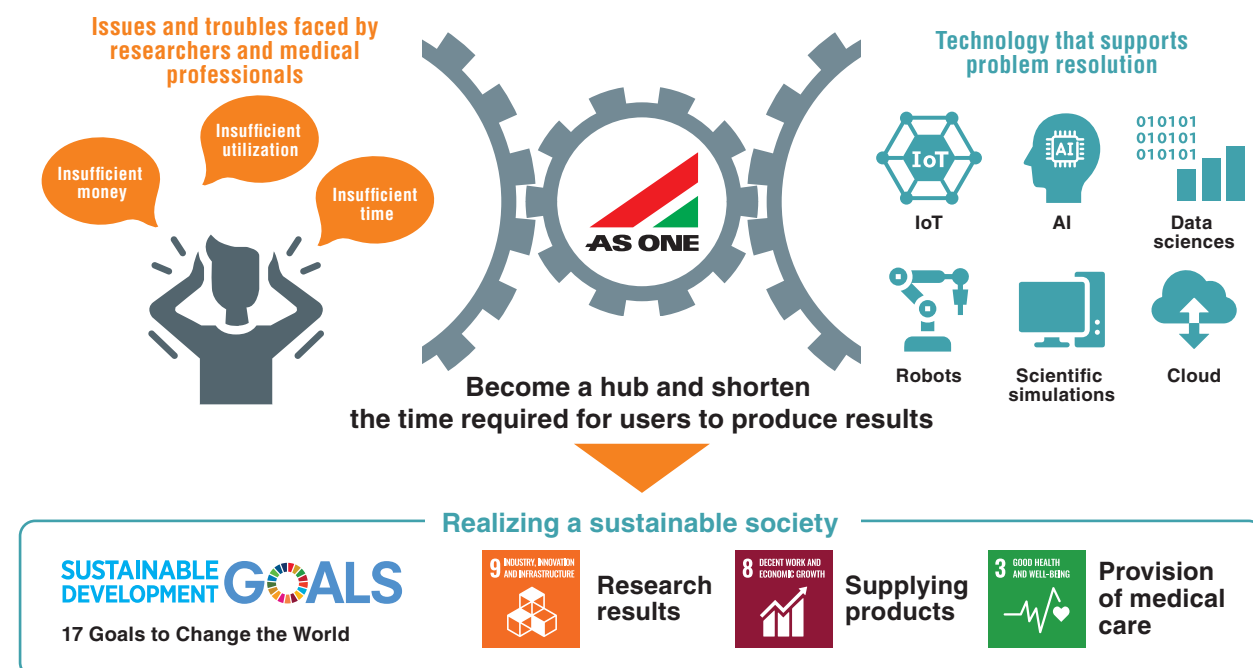 Issues and troubles faced by
researchers and medical
professionals
Insufficient
money
Insufficient
utilization
Insufficient
time
AS ONE
Technology that supports
problem resolution
IoT
IoT
AI
AI
010101
010101
010101
Data
sciences
Robots
Scientific
simulations
Cloud
Become a hub and shorten
the time required for users to produce results
Realizing a sustainable society
SUSTAINABLE
DEVELOPMENT
GOALS
17 Goals to Change the World
9 INDUSTRY, INNOVATION
AND INFRASTRUCTURE
Research
results
8 DECENT WORK AND
ECONOMIC GROWTH
Supplying
products
3 GOOD HEALTH
AND WELL-BEING
Provision
of medical
care